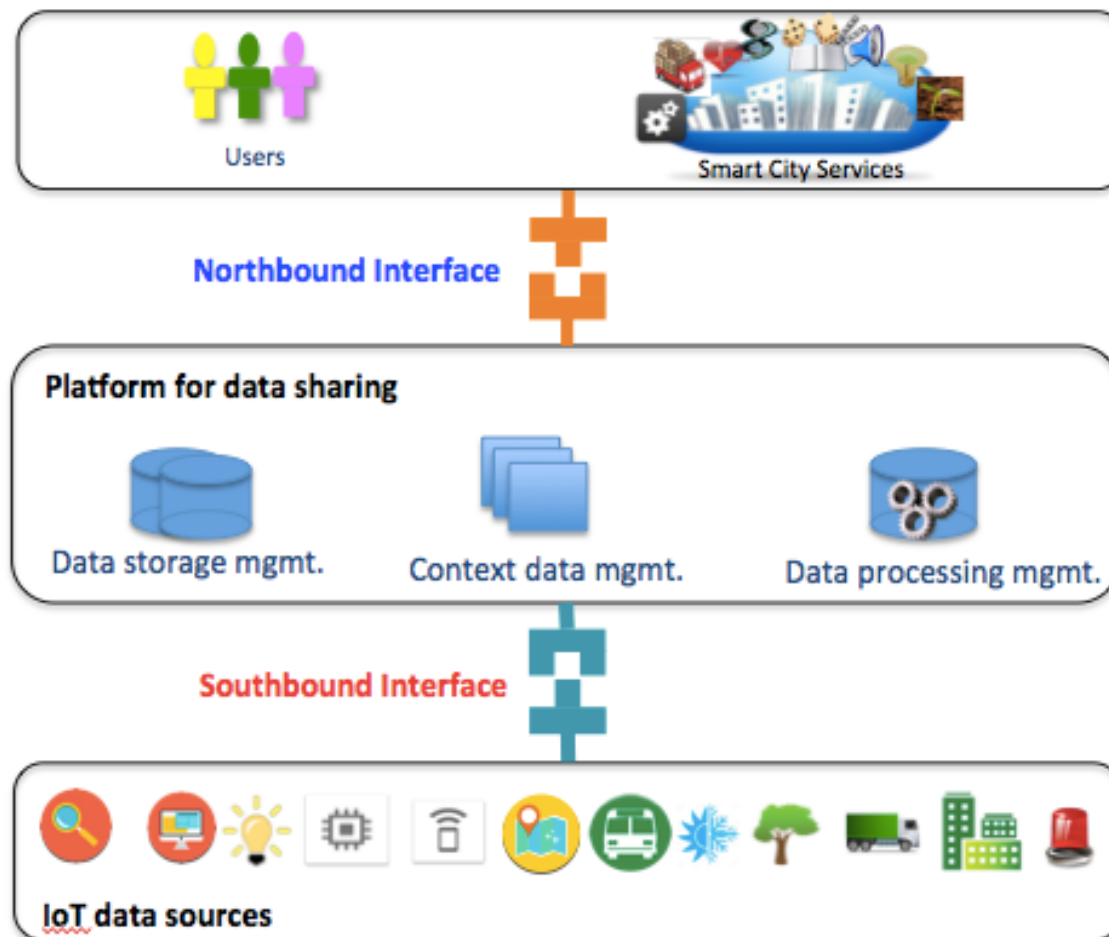 Users
Smart City Services
Northbound Interface
Platform for data sharing
Data storage mgmt.
Context data mgmt.
Data processing mgmt.
Southbound Interface
IoT data sources